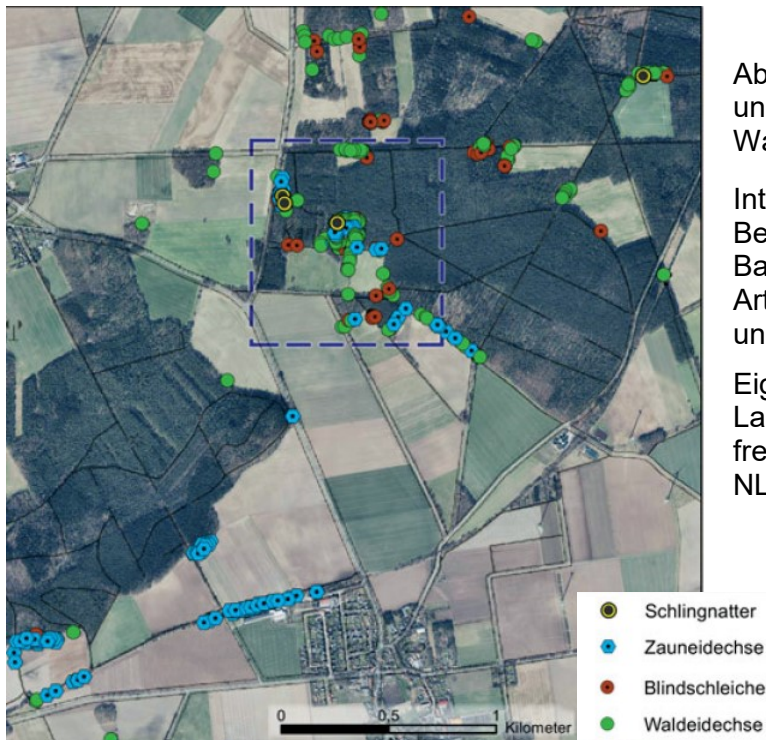 Ab
un
Wa
Int
Be
Ba
Art
un
Eig
La
fre
NL
Schlingnatter
Zauneidechse
Blindschleiche
Waldeidechse
0 0,5 1
Kilometer